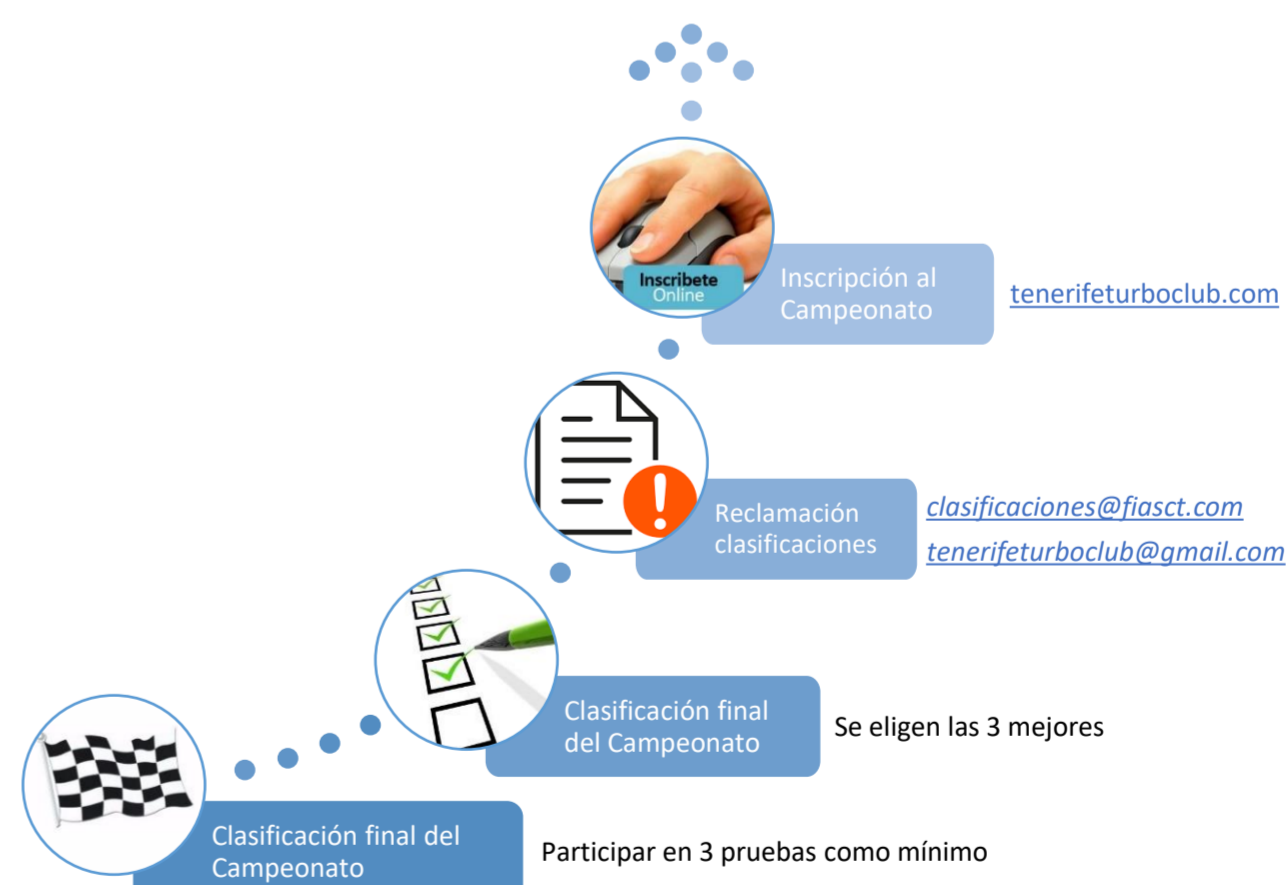 Inscribete
Online
Inscripción al
Campeonato
tenerifeturboclub.com
Reclamación
clasificaciones
clasificaciones@fiasct.com
tenerifeturboclub@gmail.com
Clasificación final
del Campeonato
Se eligen las 3 mejores
Clasificación final del
Campeonato
Participar en 3 pruebas como mínimo